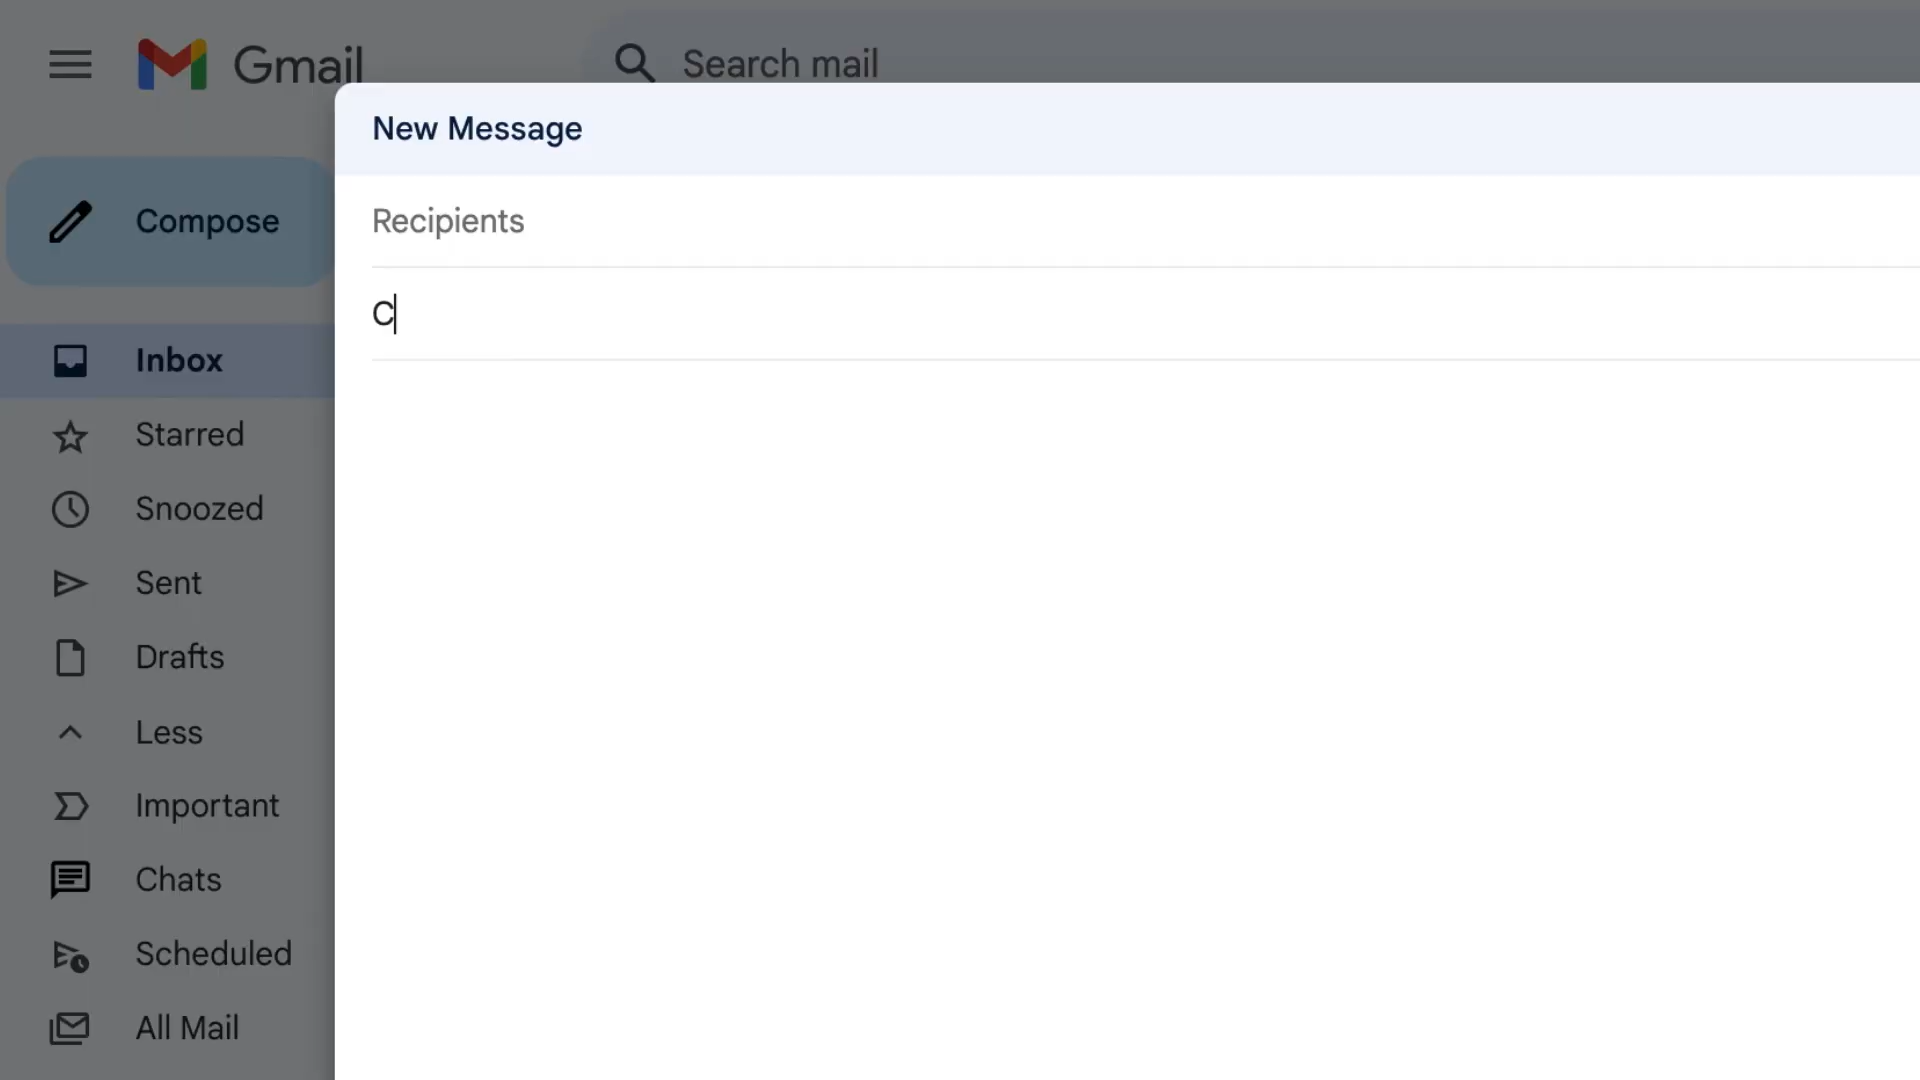 Gmail
Search mail
New Message
Recipients
C
Compose
Inbox
Starred
Snoozed
Sent
Drafts
Less
Important
Chats
Scheduled
All Mail